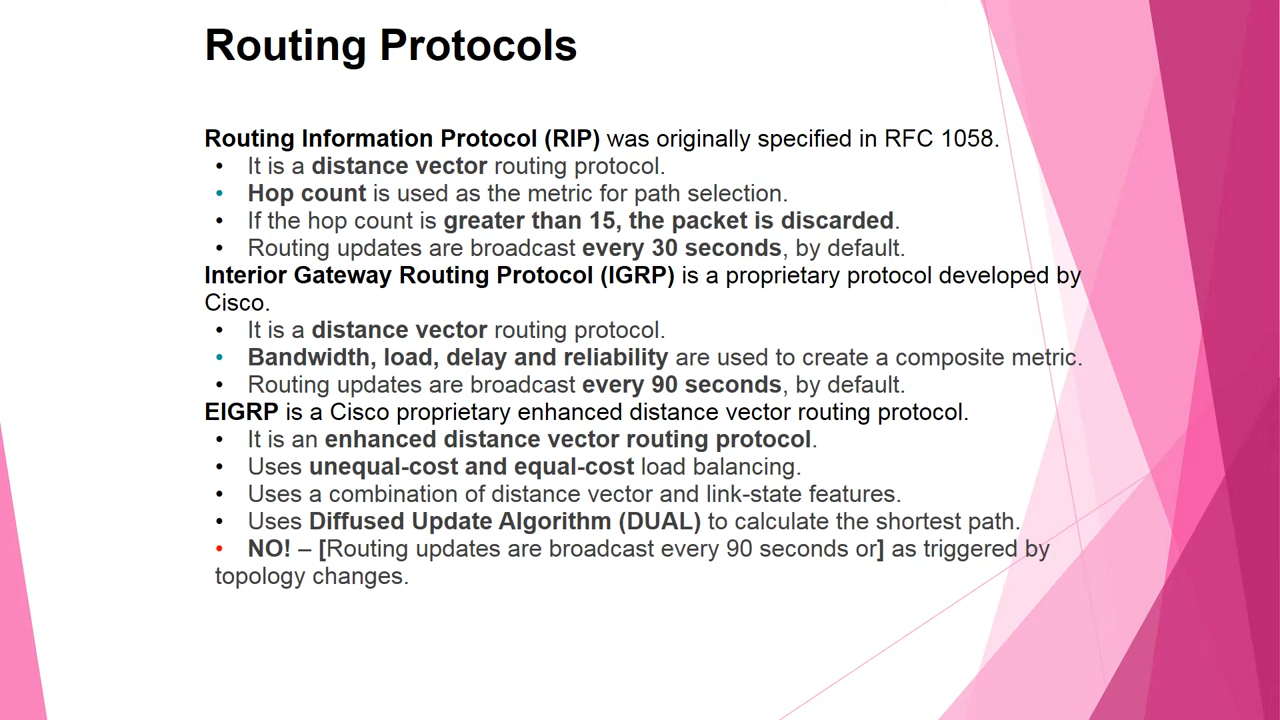 Routing Protocols
Routing Information Protocol (RIP) was originally specified in RFC 1058.
• It is a distance vector routing protocol.
• Hop count is used as the metric for path selection.
• If the hop count is greater than 15, the packet is discarded.
• Routing updates are broadcast every 30 seconds, by default.
Interior Gateway Routing Protocol (IGRP) is a proprietary protocol developed by
Cisco.
• It is a distance vector routing protocol.
• Bandwidth, load, delay and reliability are used to create a composite metric.
• Routing updates are broadcast every 90 seconds, by default.
EIGRP is a Cisco proprietary enhanced distance vector routing protocol.
• It is an enhanced distance vector routing protocol.
• Uses unequal-cost and equal-cost load balancing.
• Uses a combination of distance vector and link-state features.
• Uses Diffused Update Algorithm (DUAL) to calculate the shortest path.
• NO! – [Routing updates are broadcast every 90 seconds or] as triggered by
topology changes.